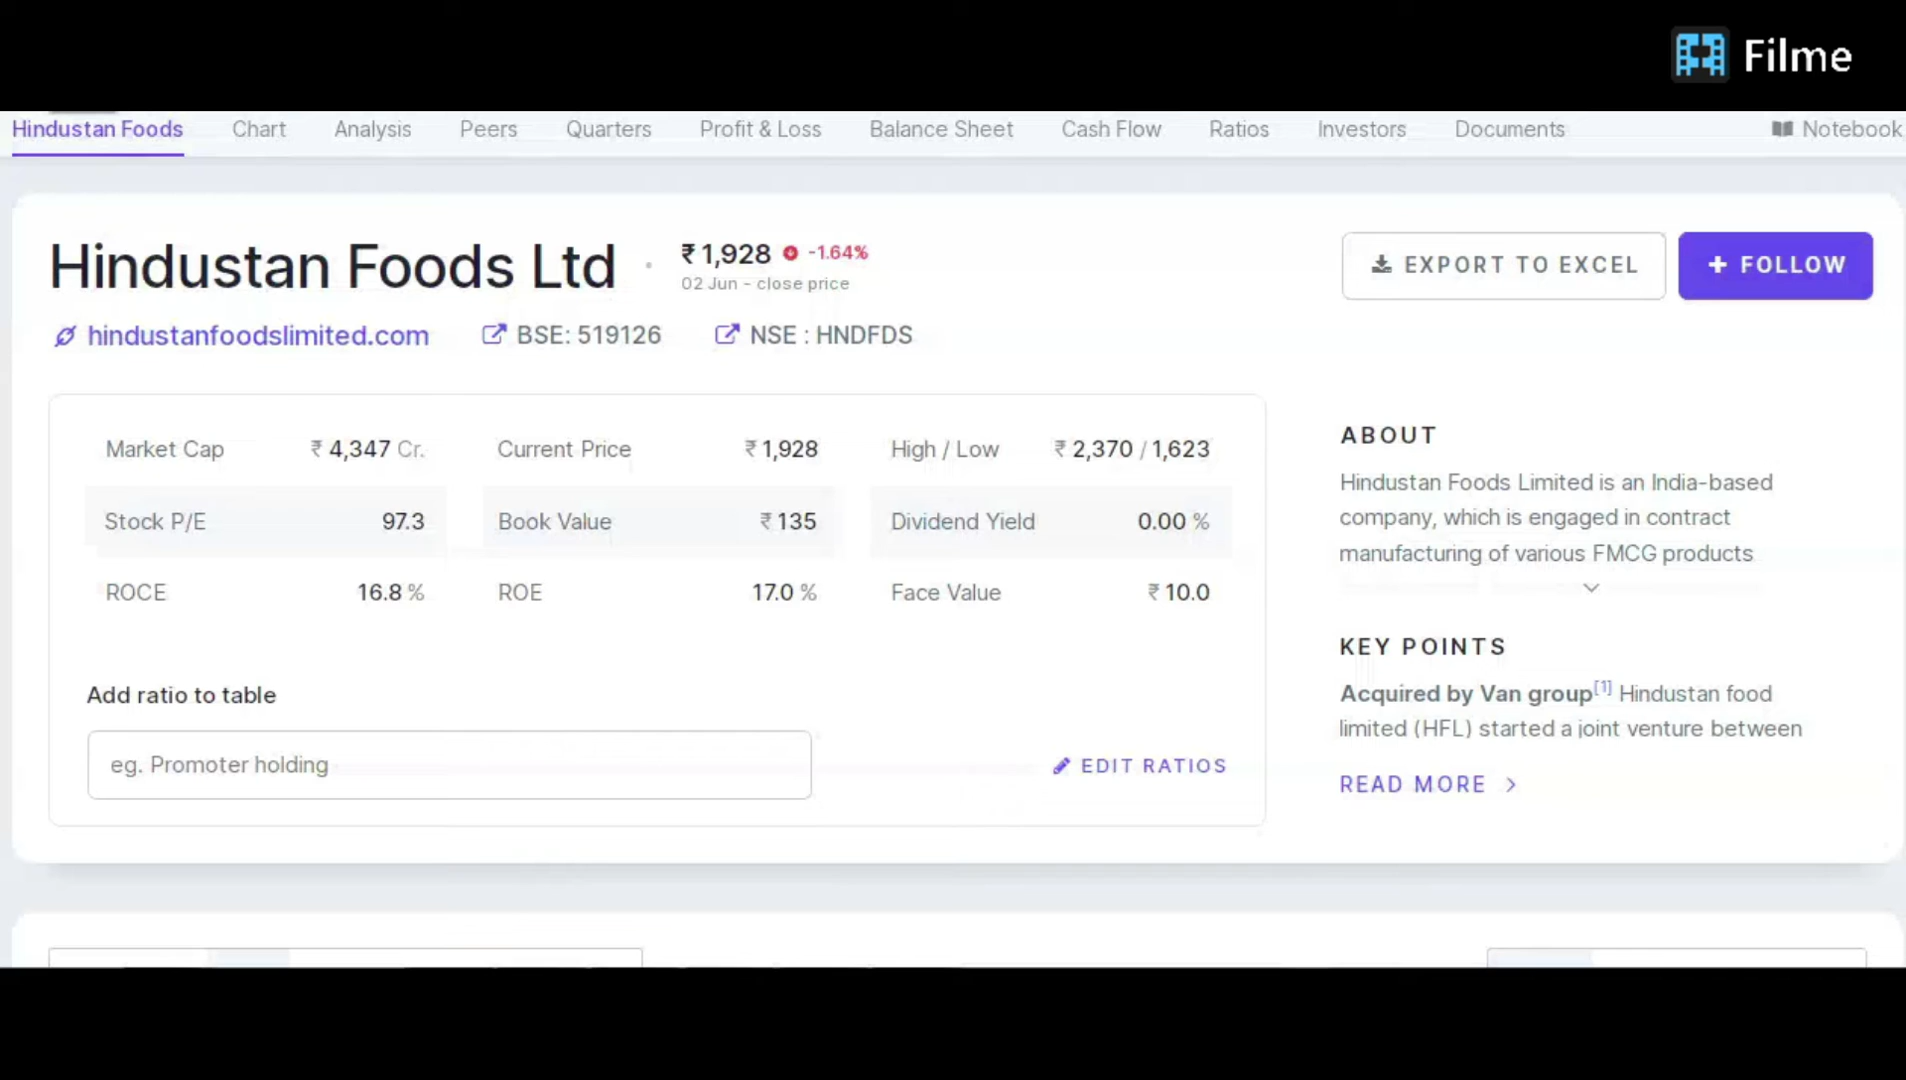 Filme
Hindustan Foods Chart Analysis Peers Quarters Profit & Loss Balance Sheet Cash Flow Ratios Investors Documents Notebook
Hindustan Foods Ltd
₹ 1,928 -1.64%
02 Jun - close price
EXPORT TO EXCEL
+ FOLLOW
hindustanfoodslimited.com BSE: 519126 NSE : HNDFDS
Market Cap ₹ 4,347 Cr. Current Price ₹ 1,928 High / Low ₹ 2,370 / 1,623
Stock P/E 97.3 Book Value ₹ 135 Dividend Yield 0.00 %
ROCE 16.8 % ROE 17.0 % Face Value ₹ 10.0
Add ratio to table
eg. Promoter holding
EDIT RATIOS
ABOUT
Hindustan Foods Limited is an India-based
company, which is engaged in contract
manufacturing of various FMCG products
KEY POINTS
Acquired by Van group[1] Hindustan food
limited (HFL) started a joint venture between
READ MORE